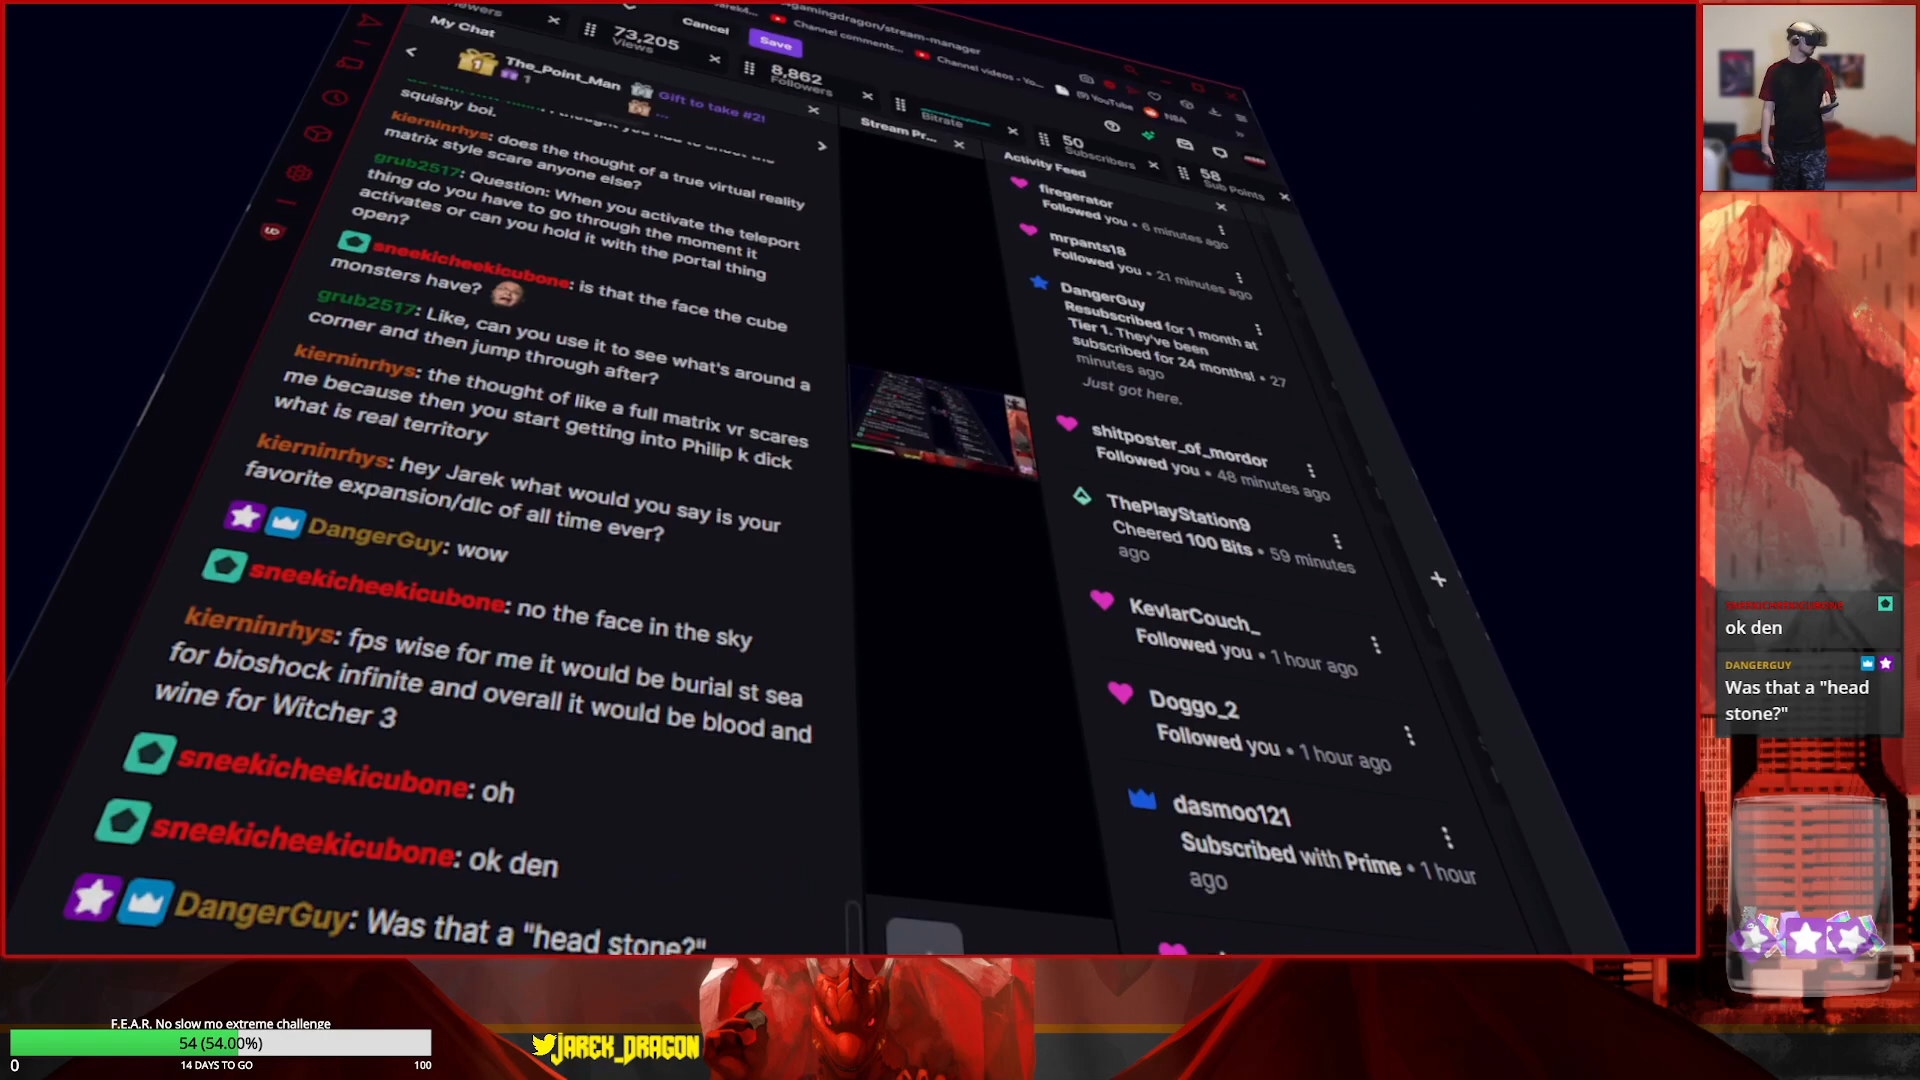 gamingdragon/stream-manager
Channel comments...
Channel videos - Yo...
(9) YouTube
NBA
Cancel
Save
My Chat
73,205
Views
8,862
Followers
Bitrate
50
Subscribers
58
Sub Points
The_Point_Man
1
Gift to take #2!
...
squishy boi.
kierninrhys: does the thought of a true virtual reality
matrix style scare anyone else?
grub2517: Question: When you activate the teleport
thing do you have to go through the moment it
activates or can you hold it with the portal thing
open?
sneekicheekicubone: is that the face the cube
monsters have?
grub2517: Like, can you use it to see what's around a
corner and then jump through after?
kierninrhys: the thought of like a full matrix vr scares
me because then you start getting into Philip k dick
what is real territory
kierninrhys: hey Jarek what would you say is your
favorite expansion/dlc of all time ever?
DangerGuy: wow
sneekicheekicubone: no the face in the sky
kierninrhys: fps wise for me it would be burial st sea
for bioshock infinite and overall it would be blood and
wine for Witcher 3
sneekicheekicubone: oh
sneekicheekicubone: ok den
DangerGuy: Was that a "head stone?"
Stream Pr...
Activity Feed
firegerator
Followed you • 6 minutes ago
mrpants18
Followed you • 21 minutes ago
DangerGuy
Resubscribed for 1 month at
Tier 1. They've been
subscribed for 24 months! • 27
minutes ago
Just got here.
shitposter_of_mordor
Followed you • 48 minutes ago
ThePlayStation9
Cheered 100 Bits • 59 minutes
ago
KevlarCouch_
Followed you • 1 hour ago
Doggo_2
Followed you • 1 hour ago
dasmoo121
Subscribed with Prime • 1 hour
ago
SNEEKICHEEKICUBONE
ok den
DANGERGUY
Was that a "head
stone?"
F.E.A.R. No slow mo extreme challenge
54 (54.00%)
0
14 DAYS TO GO
100
JAREK_DRAGON